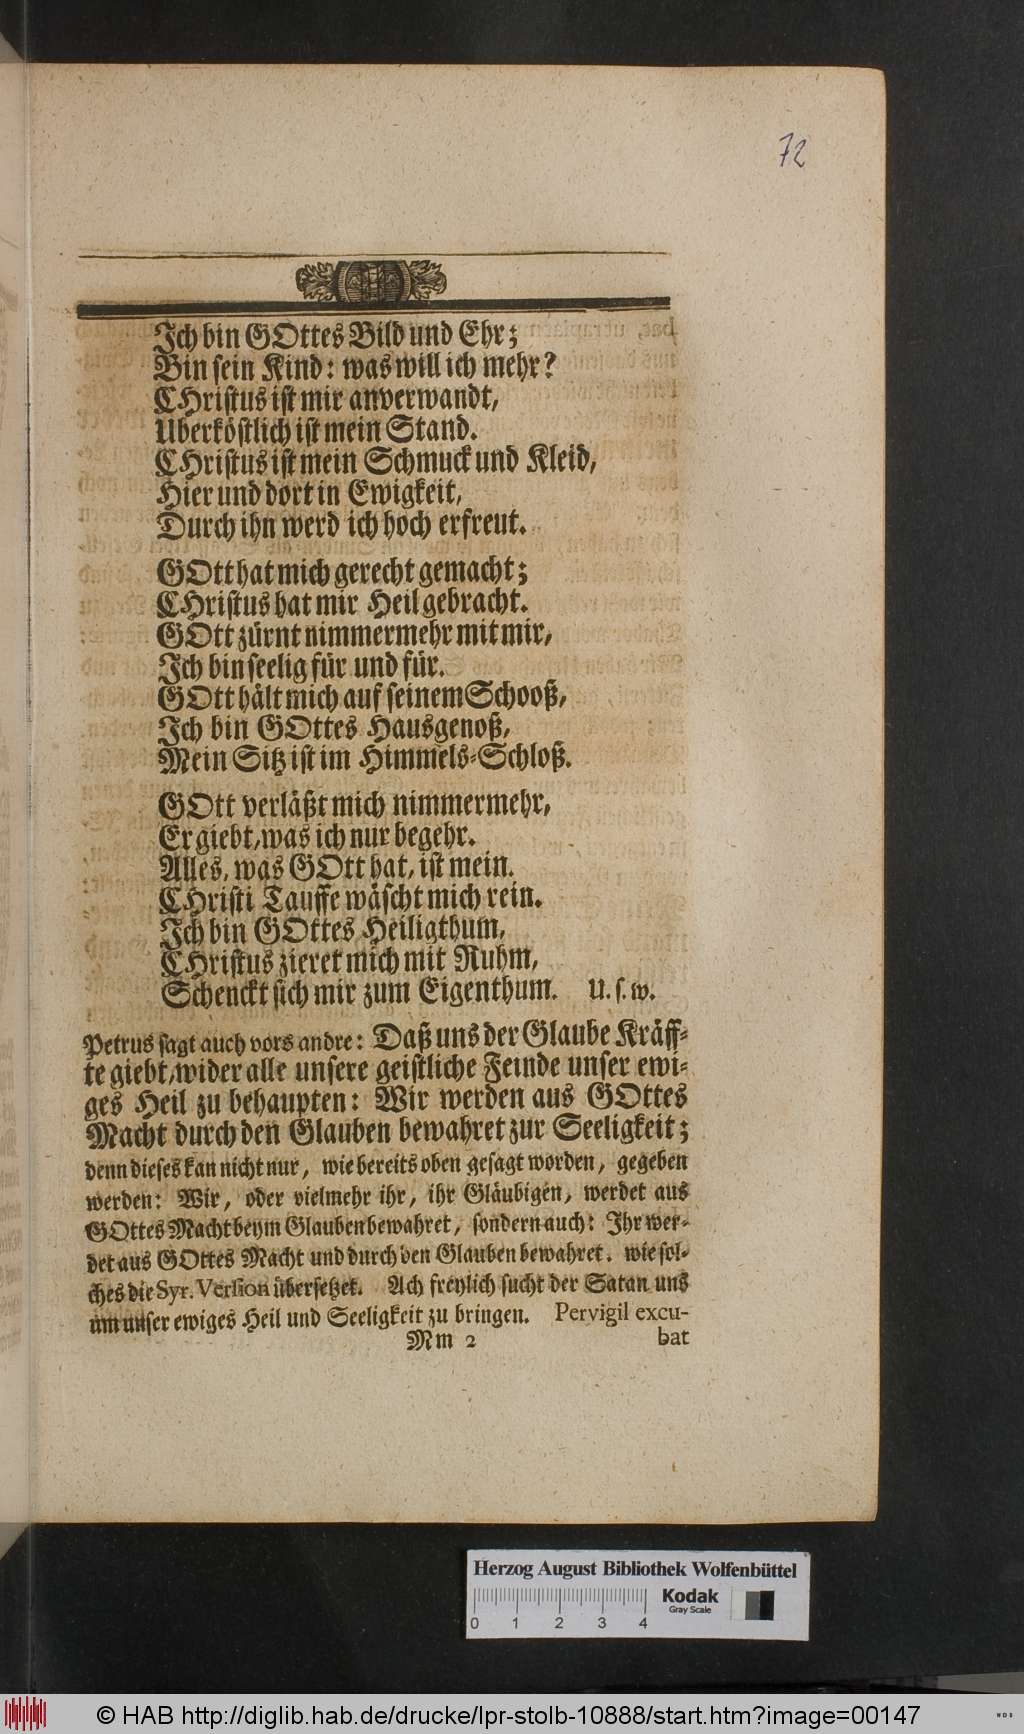 72
Ich bin GOttes Bild und Ehr;
Bin sein Kind: was will ich mehr?
CHristus ist mir anverwandt,
Uberköstlich ist mein Stand.
CHristus ist mein Schmuck und Kleid,
Hier und dort in Ewigkeit,
Durch ihn werd ich hoch erfreut.
GOtt hat mich gerecht gemacht;
CHristus hat mir Heil gebracht.
GOtt zürnt nimmermehr mit mir,
Ich bin seelig für und für.
GOtt hält mich auf seinem Schooß,
Ich bin GOttes Hausgenoß,
Mein Sitz ist im Himmels-Schloß.
GOtt verläßt mich nimmermehr,
Er giebt, was ich nur begehr.
Alles, was GOtt hat, ist mein.
CHristi Tauffe wäscht mich rein.
Ich bin GOttes Heiligthum,
CHristus zieret mich mit Ruhm,
Schenckt sich mir zum Eigenthum. U. s. w.
Petrus sagt auch vors andre: Daß uns der Glaube Kräff-
te giebt, wider alle unsere geistliche Feinde unser ewi-
ges Heil zu behaupten: Wir werden aus GOttes
Macht durch den Glauben bewahret zur Seeligkeit;
denn dieses kan nicht nur, wie bereits oben gesagt worden, gegeben
werden: Wir, oder vielmehr ihr, ihr Gläubigen, werdet aus
GOttes Macht beym Glauben bewahret, sondern auch: Ihr wer-
det aus GOttes Macht und durch den Glauben bewahret. wie sol-
ches die Syr. Version übersetzet. Ach freylich sucht der Satan uns
um unser ewiges Heil und Seeligkeit zu bringen. Pervigil excu-
Mm 2 bat
Herzog August Bibliothek Wolfenbüttel
Kodak
Gray Scale
0 1 2 3 4
© HAB http://diglib.hab.de/drucke/lpr-stolb-10888/start.htm?image=00147